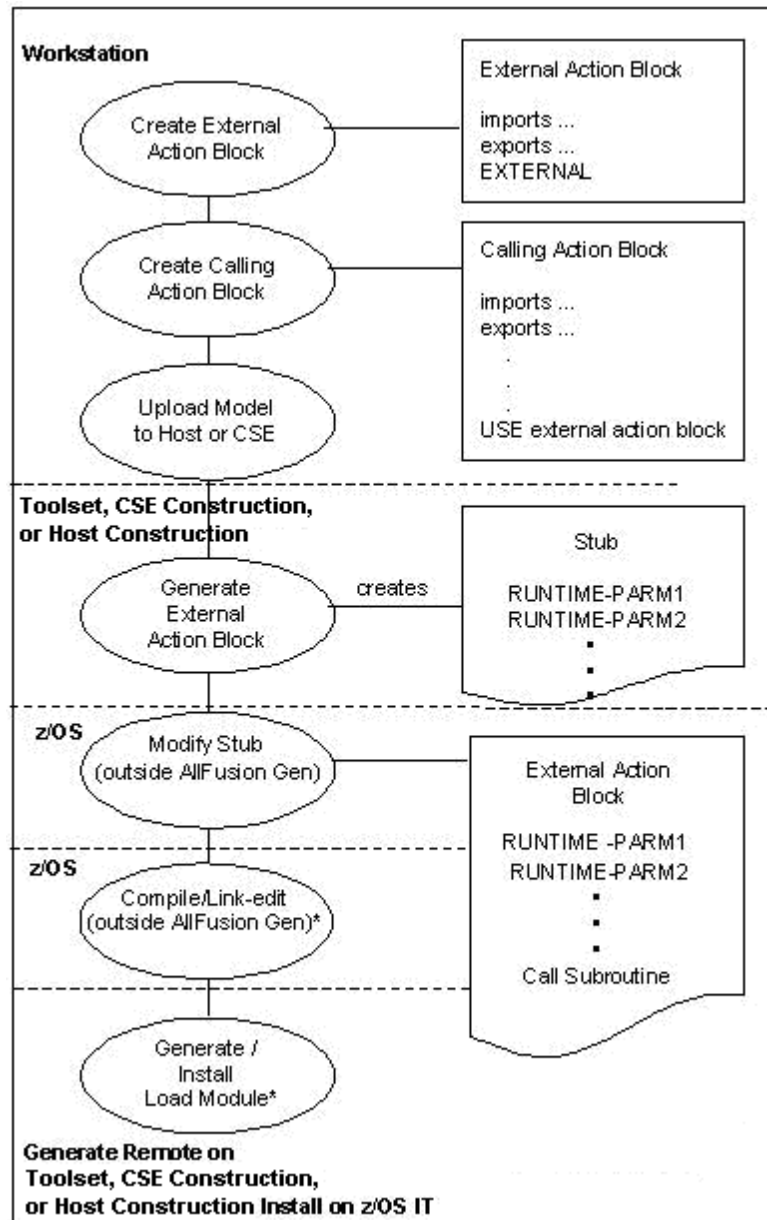 Workstation
Create External
Action Block
External Action Block
imports ...
exports ...
EXTERNAL
Create Calling
Action Block
Calling Action Block
imports ...
exports ...
.
.
.
USE external action block
Upload Model
to Host or CSE
Toolset, CSE Construction,
or Host Construction
Generate
External
Action Block
creates
Stub
RUNTIME-PARM1
RUNTIME-PARM2
z/OS
Modify Stub
(outside AllFusion Gen)
External Action
Block
RUNTIME -PARM1
RUNTIME-PARM2
Call Subroutine
z/OS
Compile/Link-edit
(outside AllFusion Gen)*
Generate /
Install
Load Module*
Generate Remote on
Toolset, CSE Construction,
or Host Construction Install on z/OS IT